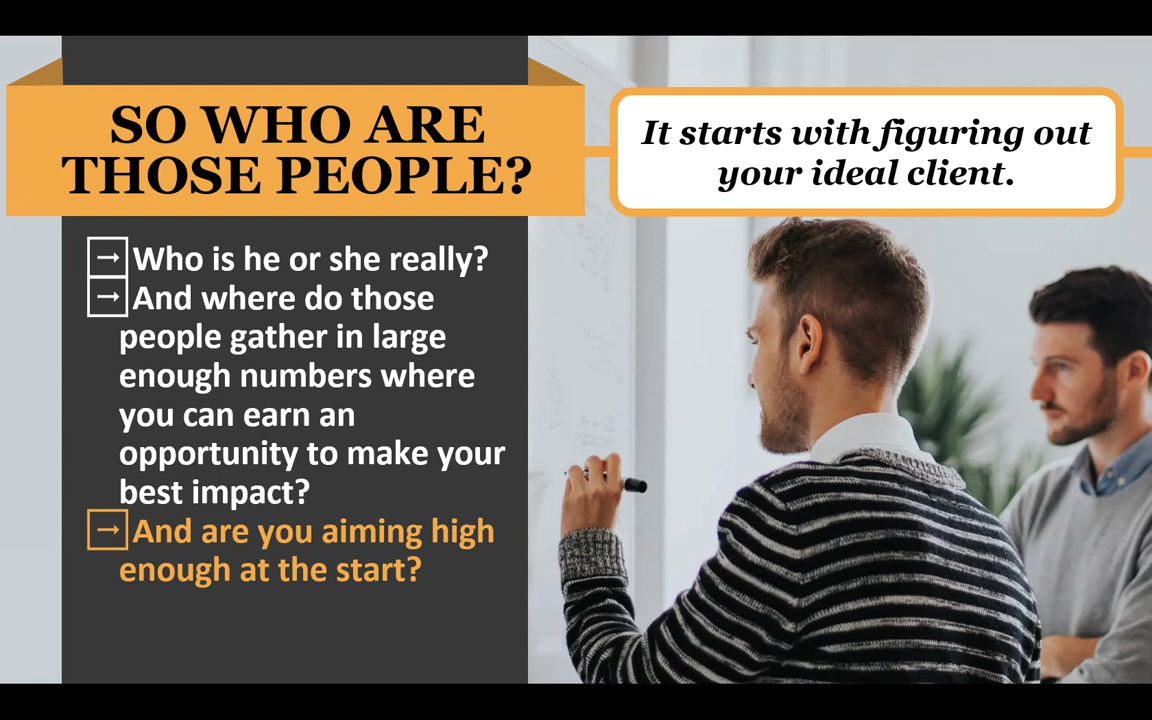 SO WHO ARE
THOSE PEOPLE?
It starts with figuring out
your ideal client.
→ Who is he or she really?
→ And where do those
people gather in large
enough numbers where
you can earn an
opportunity to make your
best impact?
→ And are you aiming high
enough at the start?